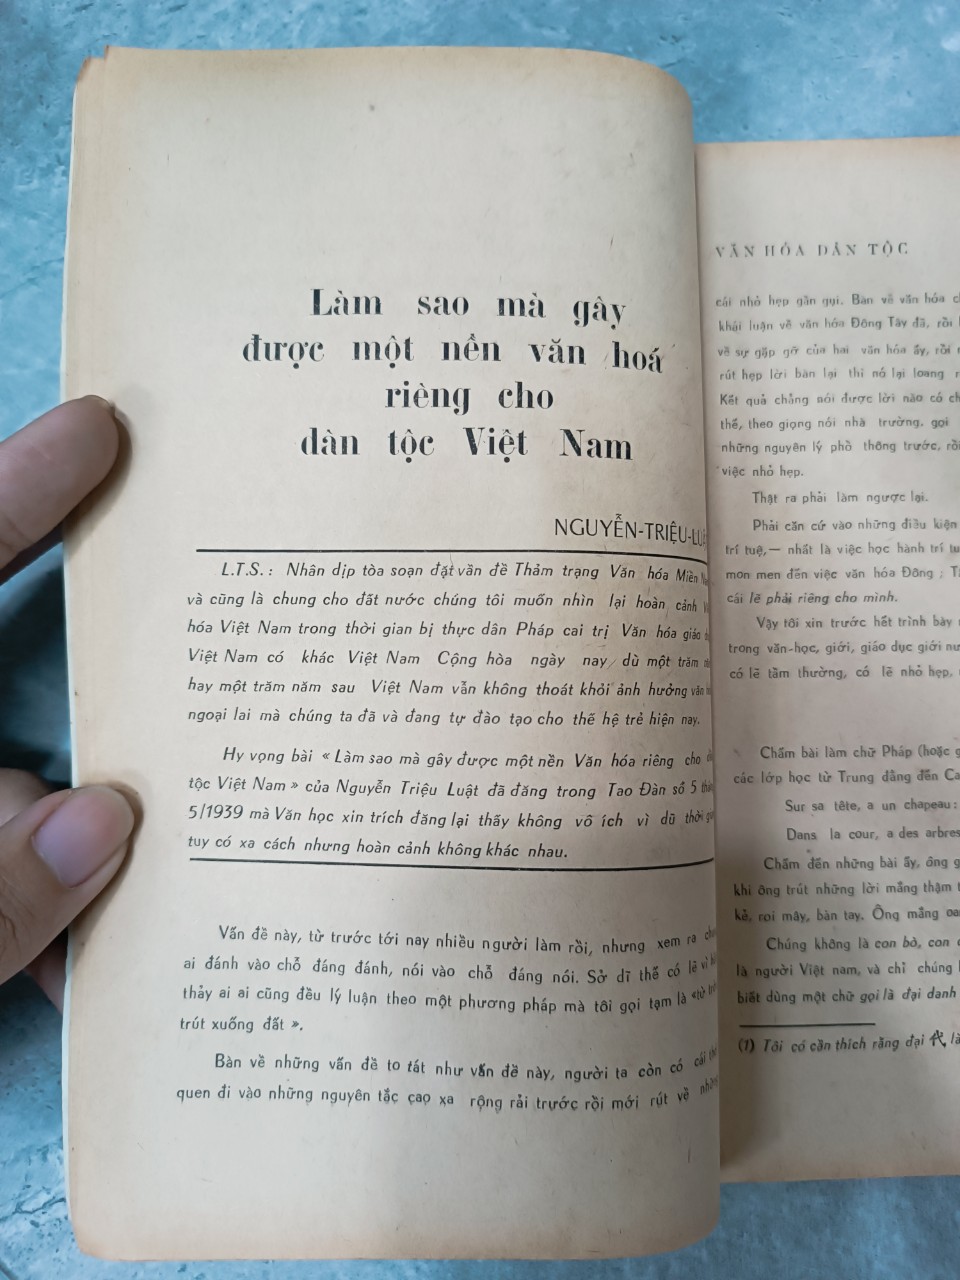 Làm sao mà gây
được một nền văn hoá
riêng cho
dân tộc Việt Nam
NGUYỄN-TRIỆU-
L.T.S. : Nhân dịp tòa soạn đặt vấn đề Thảm trạng Văn hóa Miền
và cũng là chung cho đất nước chúng tôi muốn nhìn lại hoàn cảnh
hóa Việt Nam trong thời gian bị thực dân Pháp cai trị Văn hóa giáo
Việt Nam có khác Việt Nam Cộng hòa ngày nay, dù một trăm
hay một trăm năm sau Việt Nam vẫn không thoát khỏi ảnh hưởng văn
ngoại lai mà chúng ta đã và đang tự đào tạo cho thế hệ trẻ hiện nay.
Hy vọng bài « Làm sao mà gây được một nền Văn hóa riêng cho
tộc Việt Nam » của Nguyễn Triệu Luật đã đăng trong Tao Đàn số 5
5/1939 mà Văn học xin trích đăng lại thấy không vô ích vì dũ thời
tuy có xa cách nhưng hoàn cảnh không khác nhau.
Vấn đề này, từ trước tới nay nhiều người làm rồi, nhưng xem ra
ai đánh vào chỗ đáng đánh, nói vào chỗ đáng nói. Sở dĩ thế có lẽ vì
thảy ai ai cũng đều lý luận theo một phương pháp mà tôi gọi tạm là «từ
trút xuống đất ».
Bàn về những vấn đề to tát như vấn đề này, người ta còn có cái
quen đi vào những nguyên tắc cao xa rộng rải trước rồi mới rút về
VĂN HÓA DÂN TỘC
cái nhỏ hẹp gần gụi. Bàn về văn hóa
khái luận về văn hóa Đông Tây đã, rồi
về sự gặp gỡ của hai văn hóa ấy, rồi
rút hẹp lời bàn lại thì nó lại loang
Kết quả chẳng nói được lời nào có
thế, theo giọng nói nhà trường, gọi
những nguyên lý phổ thông trước, rồi
việc nhỏ hẹp.
Thật ra phải làm ngược lại.
Phải căn cứ vào những điều kiện
trí tuệ,— nhất là việc học hành trí
mon men đến việc văn hóa Đông ;
cái lẽ phải riêng cho mình.
Vậy tôi xin trước hết trình bày
trong văn-học, giới, giáo dục giới
có lẽ tầm thường, có lẽ nhỏ hẹp,
Chấm bài làm chữ Pháp (hoặc
các lớp học từ Trung đẳng đến
Sur sa tête, a un chapeau :
Dans la cour, a des arbres
Chấm đến những bài ấy, ông
khi ông trút những lời mắng thậm
kẻ, roi mây, bàn tay. Ông mắng
Chúng không là con bò, con
là người Việt nam, và chỉ chúng
biết dùng một chữ gọi là đại danh
(1) Tôi có cần thích rằng đại 代 là